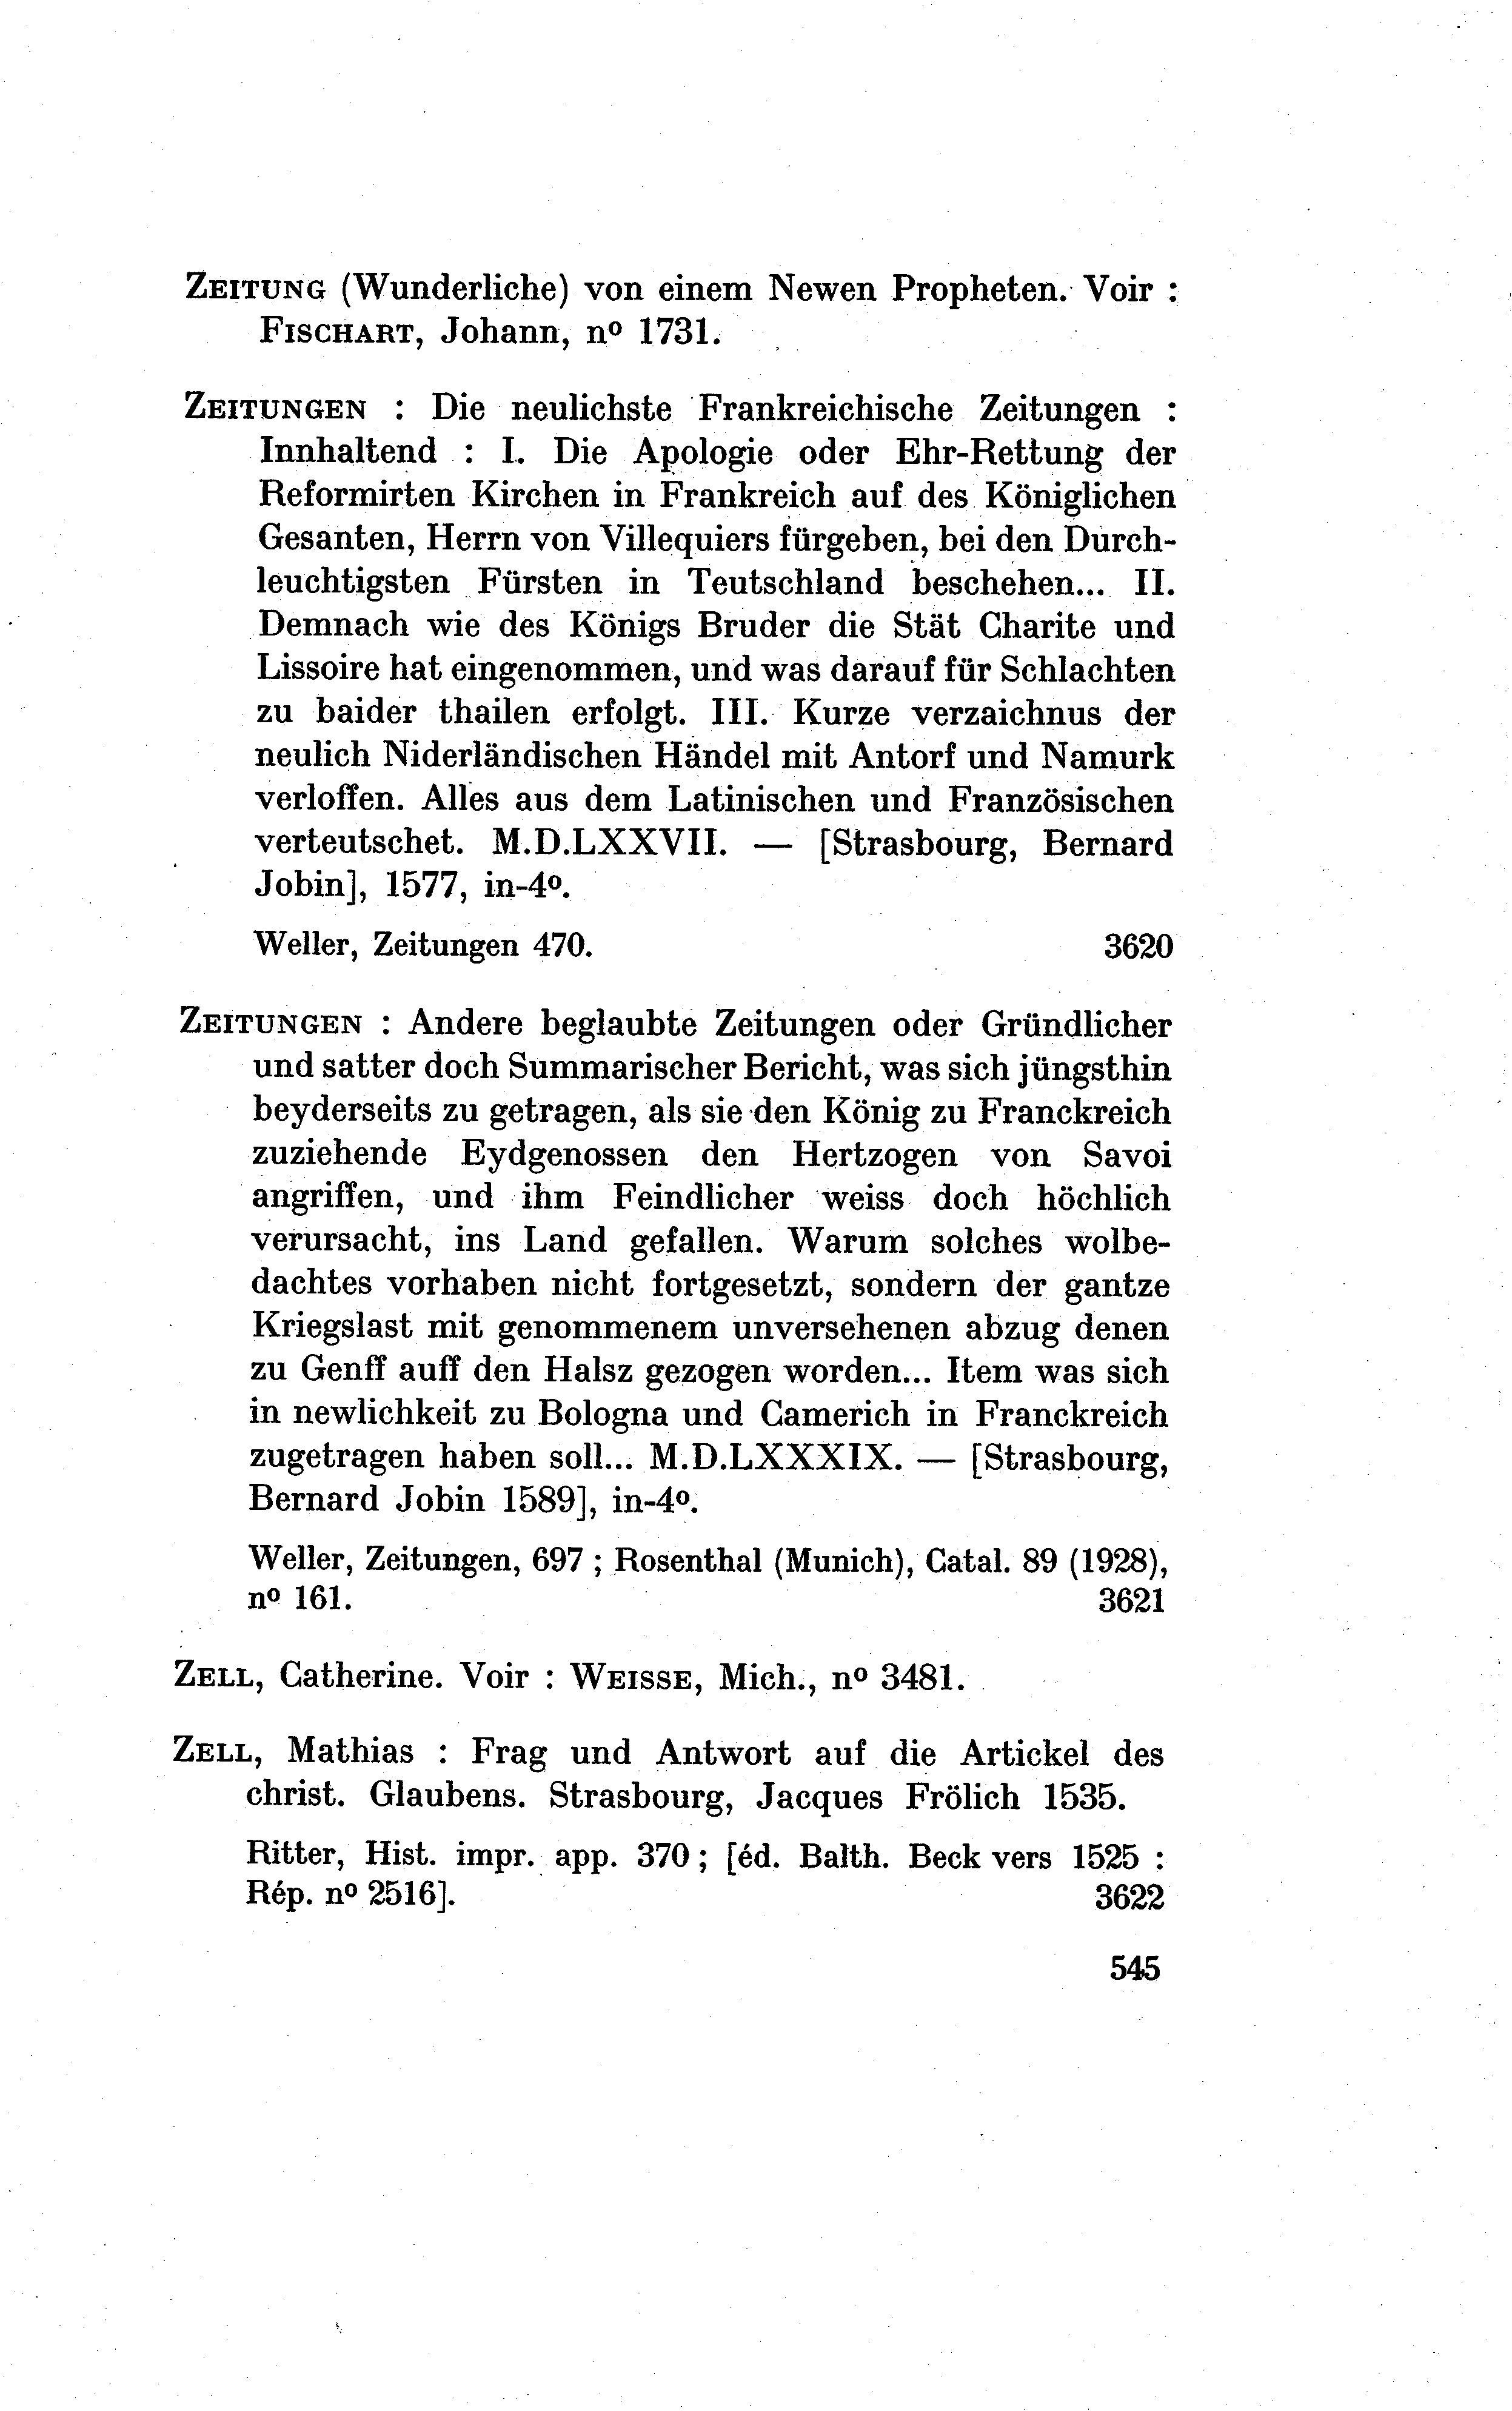 ZEITUNG (Wunderliche) von einem Newen Propheten. Voir :
FISCHART, Johann, nº 1731.
ZEITUNGEN : Die neulichste Frankreichische Zeitungen :
Innhaltend : I. Die Apologie oder Ehr-Rettung der
Reformirten Kirchen in Frankreich auf des Königlichen
Gesanten, Herrn von Villequiers fürgeben, bei den Durch-
leuchtigsten Fürsten in Teutschland beschehen... II.
Demnach wie des Königs Bruder die Stät Charite und
Lissoire hat eingenommen, und was darauf für Schlachten
zu baider thailen erfolgt. III. Kurze verzaichnus der
neulich Niderländischen Händel mit Antorf und Namurk
verloffen. Alles aus dem Latinischen und Französischen
verteutschet. M.D.LXXVII. — [Strasbourg, Bernard
Jobin], 1577, in-4º.
Weller, Zeitungen 470. 3620
ZEITUNGEN : Andere beglaubte Zeitungen oder Gründlicher
und satter doch Summarischer Bericht, was sich jüngsthin
beyderseits zu getragen, als sie den König zu Franckreich
zuziehende Eydgenossen den Hertzogen von Savoi
angriffen, und ihm Feindlicher weiss doch höchlich
verursacht, ins Land gefallen. Warum solches wolbe-
dachtes vorhaben nicht fortgesetzt, sondern der gantze
Kriegslast mit genommenem unversehenen abzug denen
zu Genff auff den Halsz gezogen worden... Item was sich
in newlichkeit zu Bologna und Camerich in Franckreich
zugetragen haben soll... M.D.LXXXIX. — [Strasbourg,
Bernard Jobin 1589], in-4º.
Weller, Zeitungen, 697 ; Rosenthal (Munich), Catal. 89 (1928),
nº 161. 3621
ZELL, Catherine. Voir : WEISSE, Mich., nº 3481.
ZELL, Mathias : Frag und Antwort auf die Artickel des
christ. Glaubens. Strasbourg, Jacques Frölich 1535.
Ritter, Hist. impr. app. 370 ; [éd. Balth. Beck vers 1525 :
Rép. nº 2516]. 3622
545